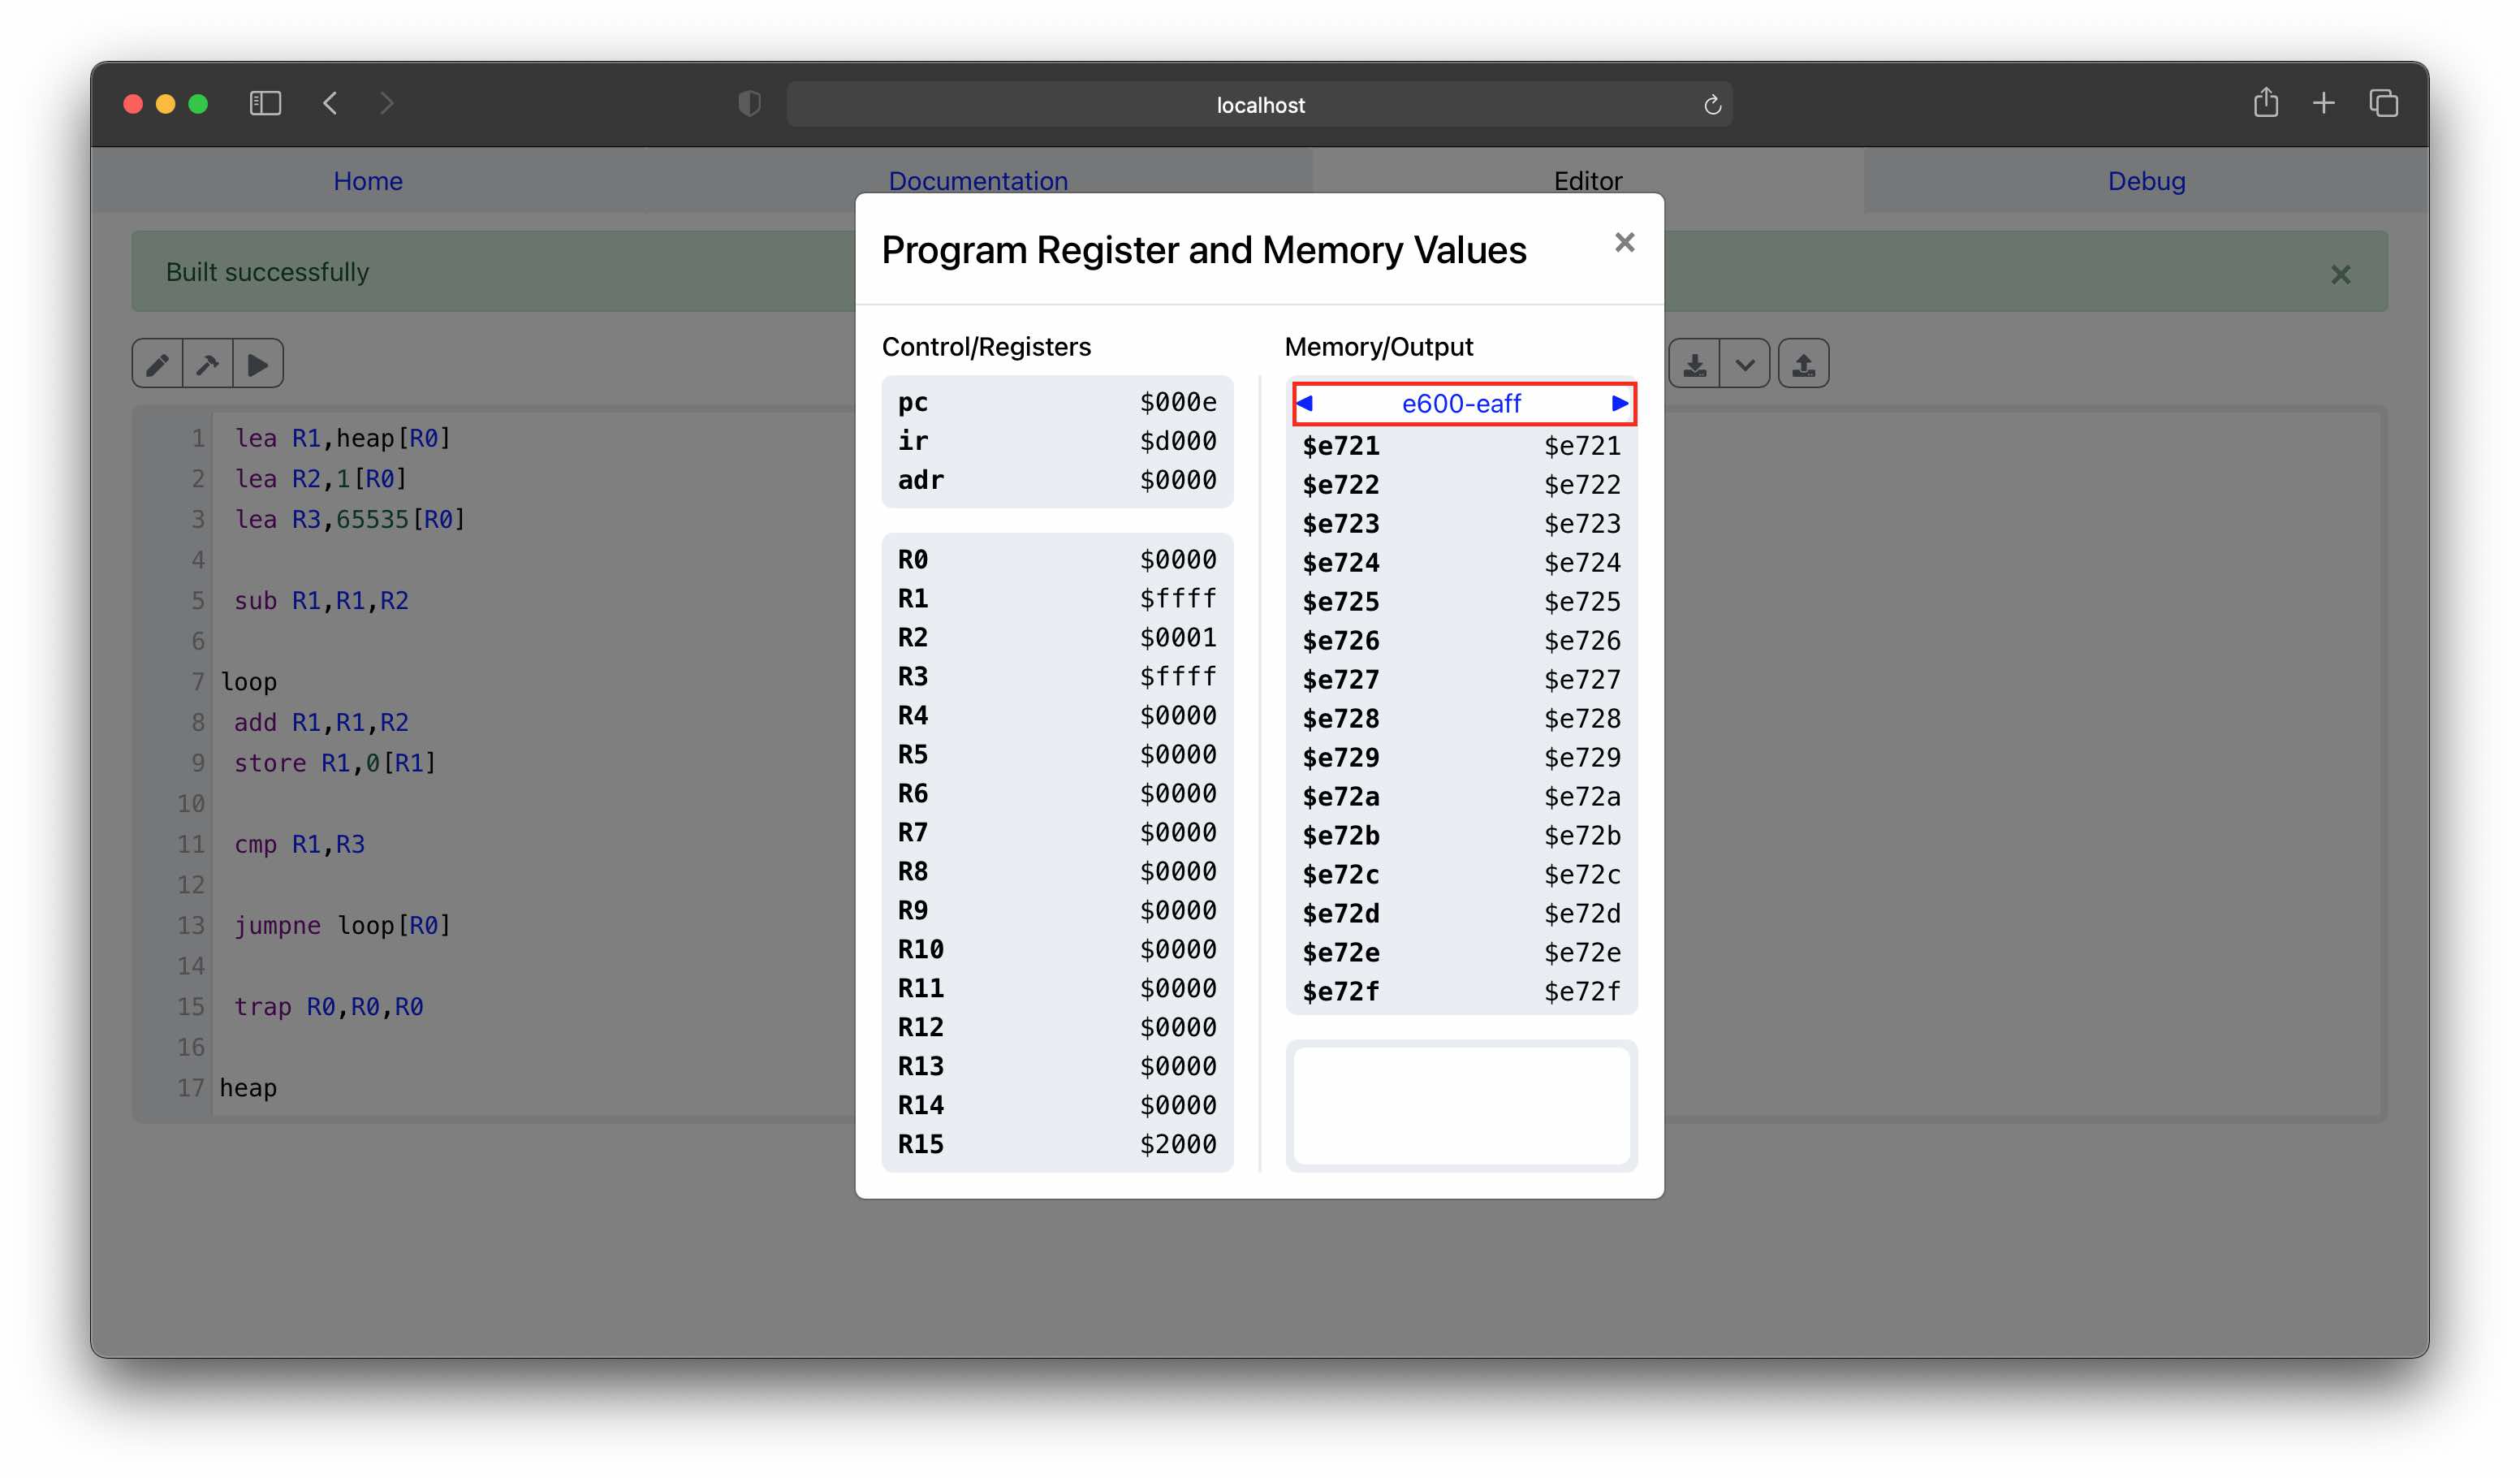 localhost
Home Documentation Editor Debug
Built successfully
Program Register and Memory Values
Control/Registers
pc $000e
ir $d000
adr $0000
R0 $0000
R1 $ffff
R2 $0001
R3 $ffff
R4 $0000
R5 $0000
R6 $0000
R7 $0000
R8 $0000
R9 $0000
R10 $0000
R11 $0000
R12 $0000
R13 $0000
R14 $0000
R15 $2000
Memory/Output
e600-eaff
$e721 $e721
$e722 $e722
$e723 $e723
$e724 $e724
$e725 $e725
$e726 $e726
$e727 $e727
$e728 $e728
$e729 $e729
$e72a $e72a
$e72b $e72b
$e72c $e72c
$e72d $e72d
$e72e $e72e
$e72f $e72f
1 lea R1,heap[R0]
2 lea R2,1[R0]
3 lea R3,65535[R0]
4
5 sub R1,R1,R2
6
7 loop
8 add R1,R1,R2
9 store R1,0[R1]
10
11 cmp R1,R3
12
13 jumpne loop[R0]
14
15 trap R0,R0,R0
16
17 heap